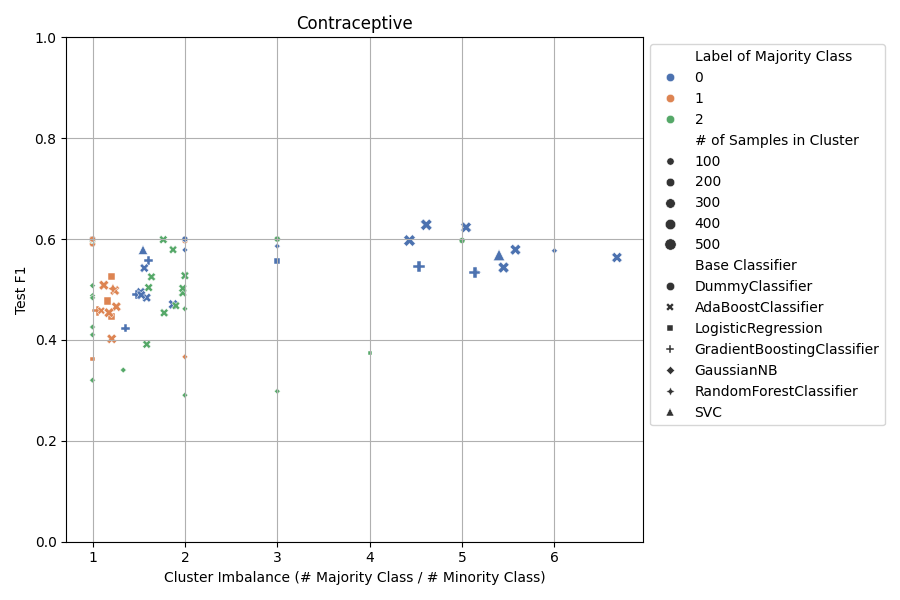 Contraceptive
1.0
0.8
0.6
0.4
0.2
0.0
Test F1
1 2 3 4 5 6
Cluster Imbalance (# Majority Class / # Minority Class)
Label of Majority Class
0
1
2
# of Samples in Cluster
100
200
300
400
500
Base Classifier
DummyClassifier
AdaBoostClassifier
LogisticRegression
GradientBoostingClassifier
GaussianNB
RandomForestClassifier
SVC